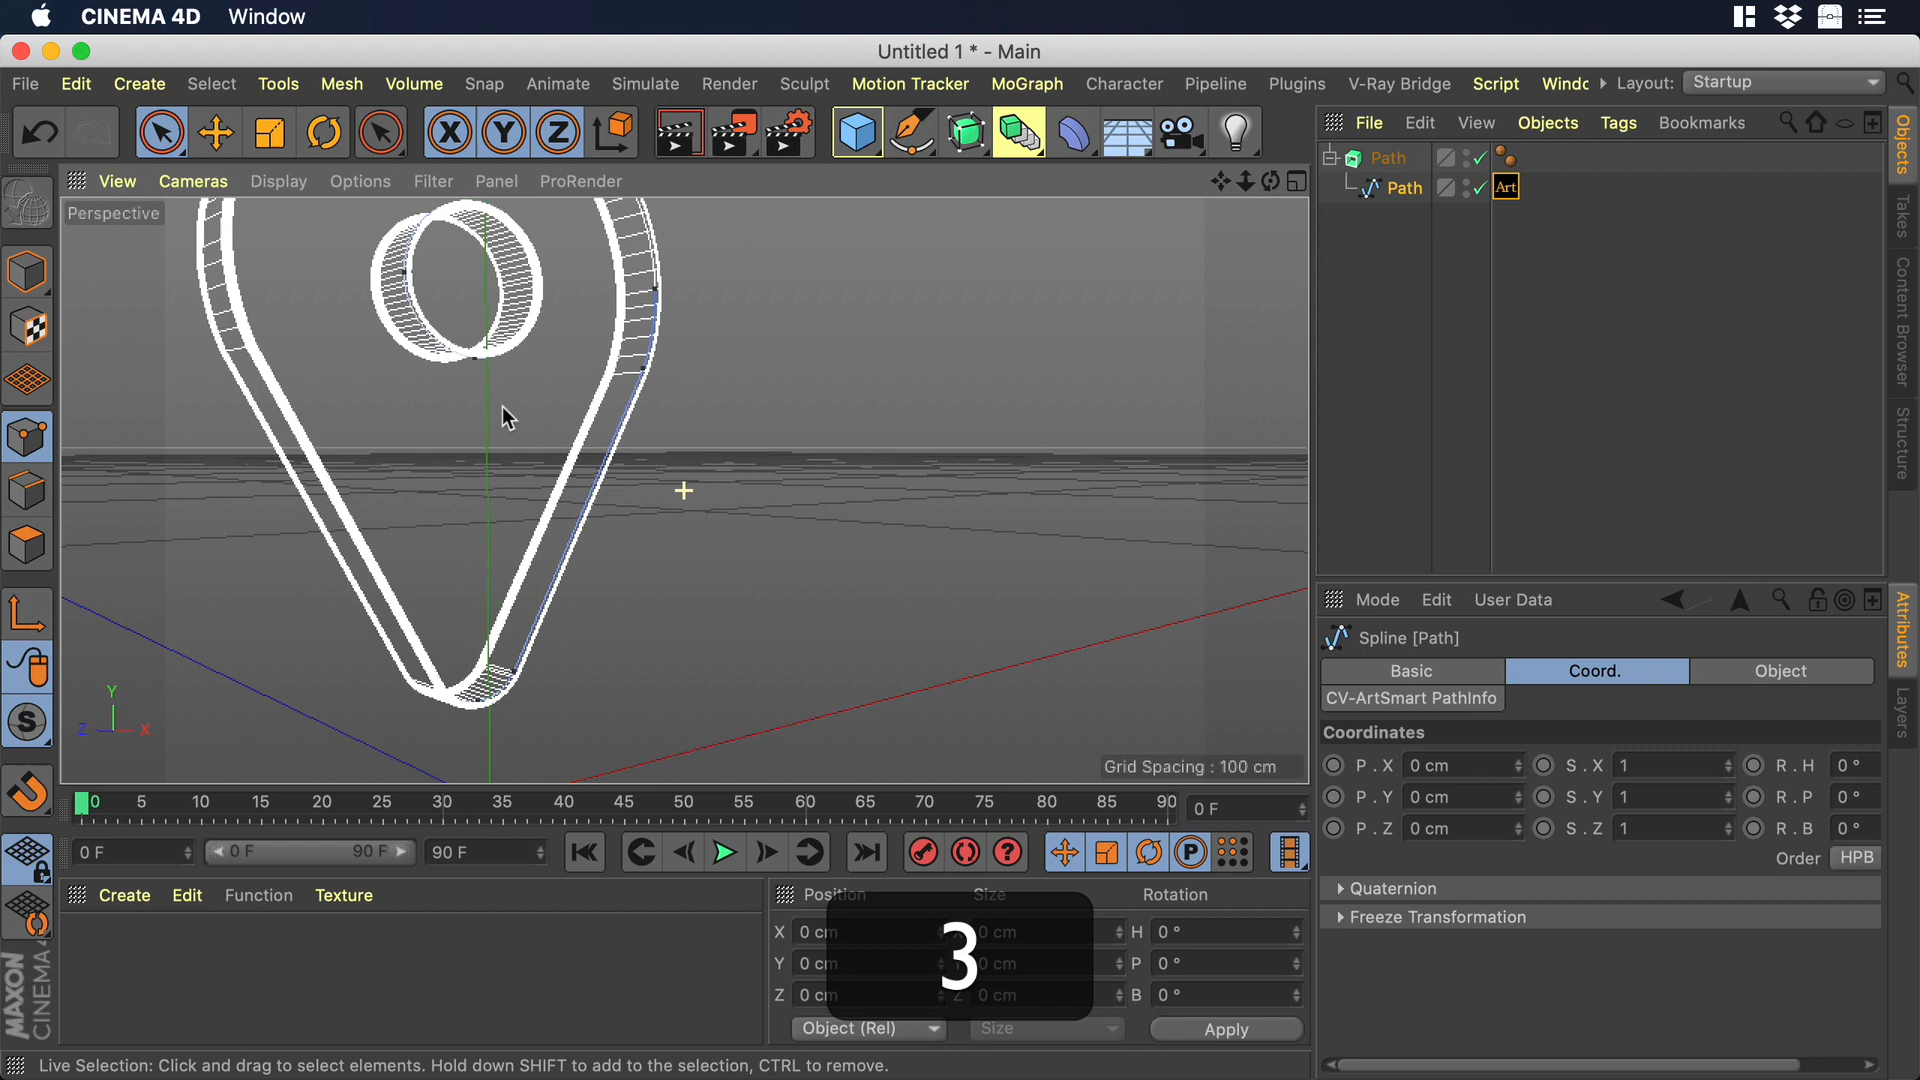 CINEMA 4D Window
Untitled 1 * - Main
File Edit Create Select Tools Mesh Volume Snap Animate Simulate Render Sculpt Motion Tracker MoGraph Character Pipeline Plugins V-Ray Bridge Script Windc Layout: Startup
X Y Z
File Edit View Objects Tags Bookmarks
Path
Path Art
Objects
Takes
Content Browser
Structure
View Cameras Display Options Filter Panel ProRender
Perspective
Y
Z X
Grid Spacing : 100 cm
Mode Edit User Data
Spline [Path]
Basic Coord. Object
CV-ArtSmart PathInfo
Coordinates
P . X 0 cm S . X 1 R . H 0 °
P . Y 0 cm S . Y 1 R . P 0 °
P . Z 0 cm S . Z 1 R . B 0 °
Order HPB
Quaternion
Freeze Transformation
Attributes
Layers
0 5 10 15 20 25 30 35 40 45 50 55 60 65 70 75 80 85 90 0 F
0 F 0 F 90 F 90 F ? P
S
Create Edit Function Texture
Position Size Rotation
X 0 cm X 0 cm H 0 °
Y 0 cm Y 0 cm P 0 °
Z 0 cm Z 0 cm B 0 °
Object (Rel) Size Apply
3
MAXON
CINEMA 4
Live Selection: Click and drag to select elements. Hold down SHIFT to add to the selection, CTRL to remove.